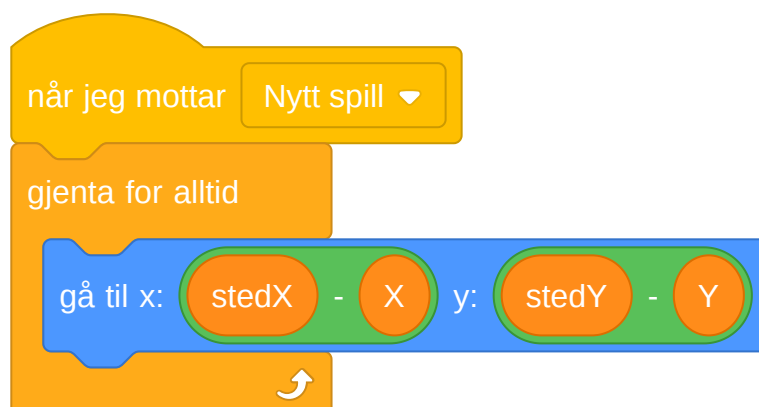 når jeg mottar Nytt spill
gjenta for alltid
gå til x: stedX - X y: stedY - Y